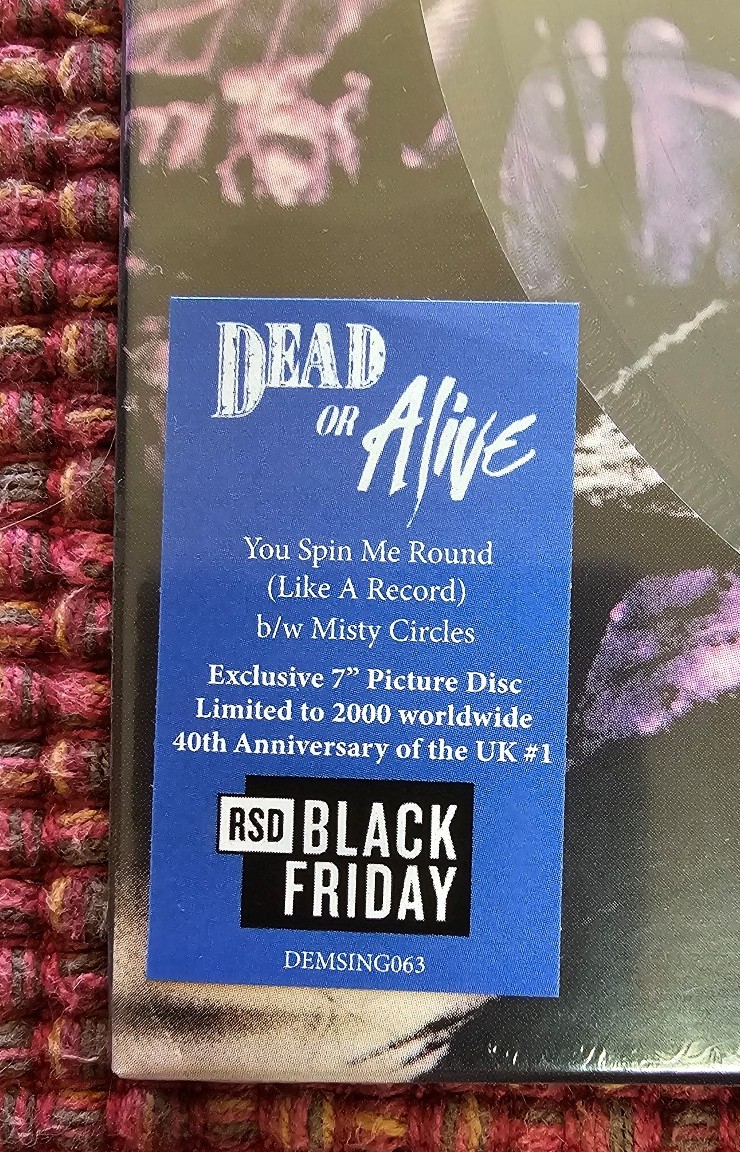 DEAD
OR Alive
You Spin Me Round
(Like A Record)
b/w Misty Circles
Exclusive 7” Picture Disc
Limited to 2000 worldwide
40th Anniversary of the UK #1
RSD BLACK
FRIDAY
DEMSING063